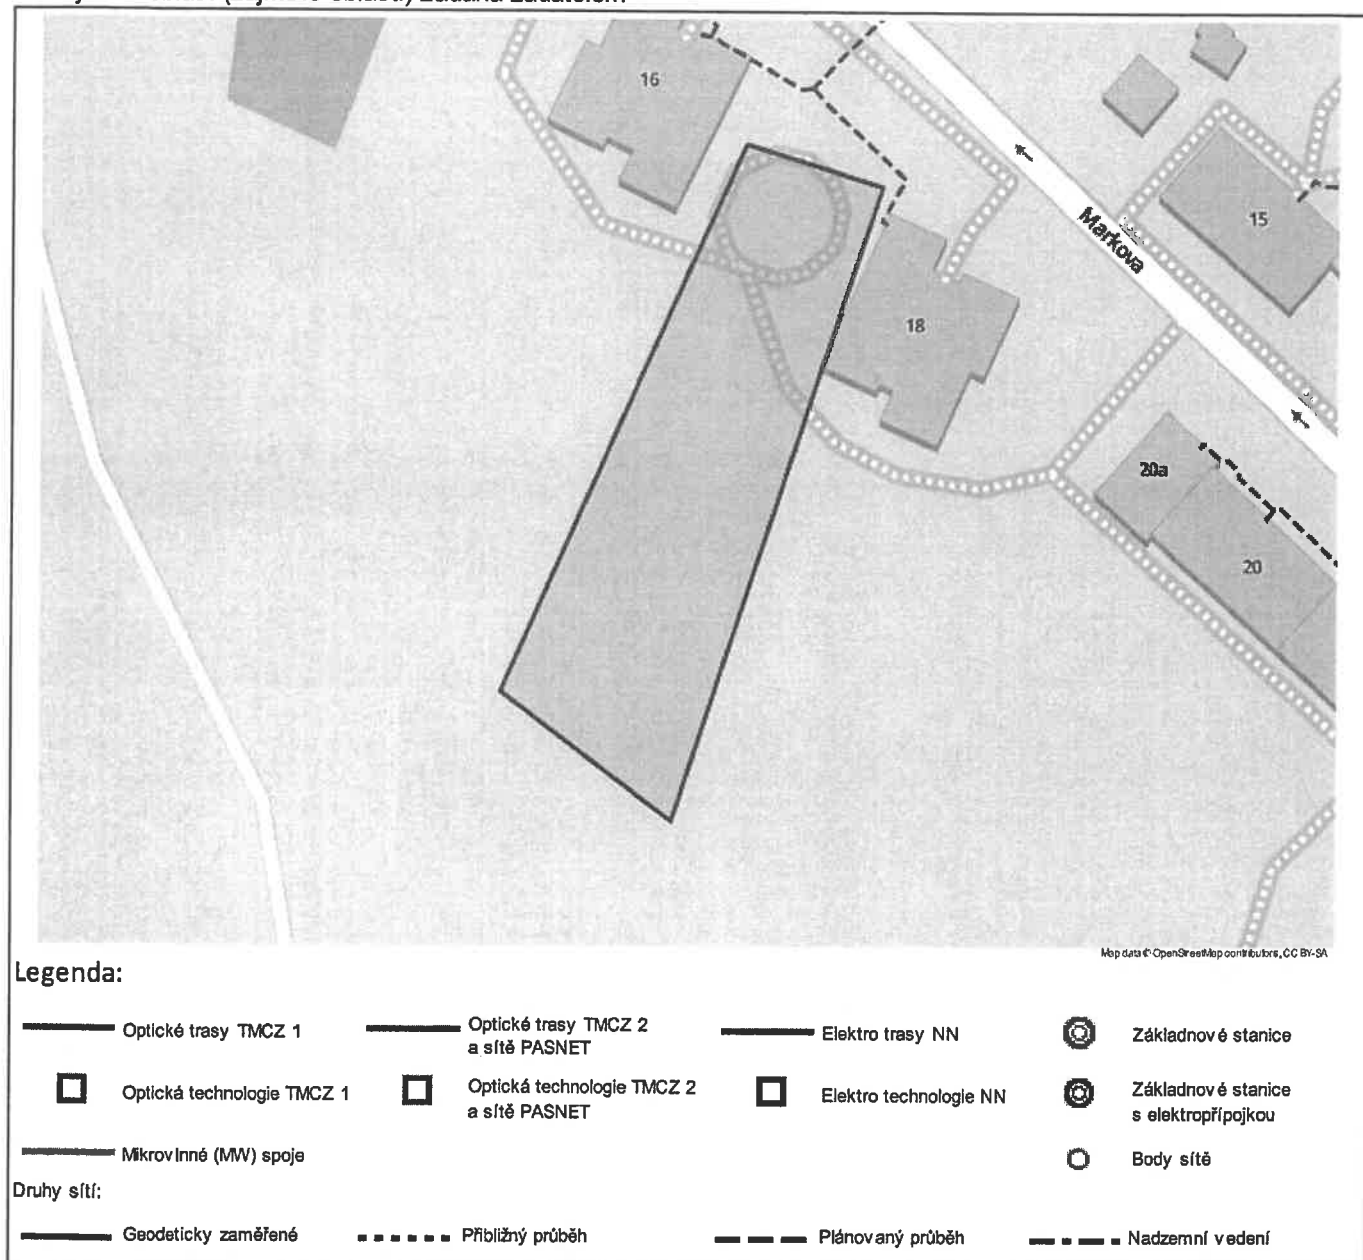 16
15
Markova
18
20a
20
Map data © OpenStreetMap contributors, CC BY-SA
Legenda:
Optické trasy TMCZ 1
Optické trasy TMCZ 2
a sítě PASNET
Elektro trasy NN
Základnové stanice
Optická technologie TMCZ 1
Optická technologie TMCZ 2
a sítě PASNET
Elektro technologie NN
Základnové stanice
s elektropřípojkou
Mikrovlnné (MW) spoje
Body sítě
Druhy sítí:
Geodeticky zaměřené
Přibližný průběh
Plánovaný průběh
Nadzemní vedení